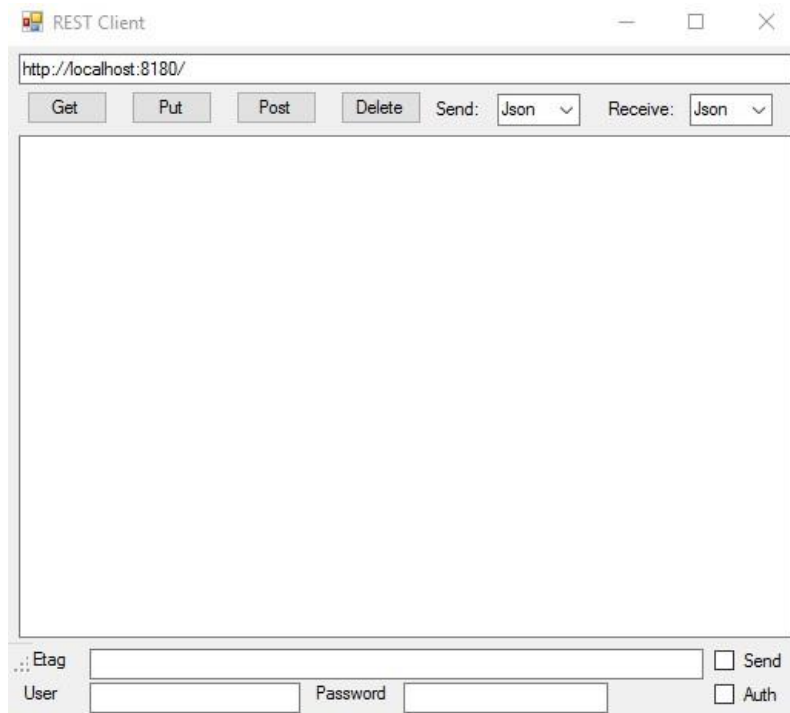 REST Client
http://localhost:8180/
Get Put Post Delete Send: Json Receive: Json
Etag Send
User Password Auth